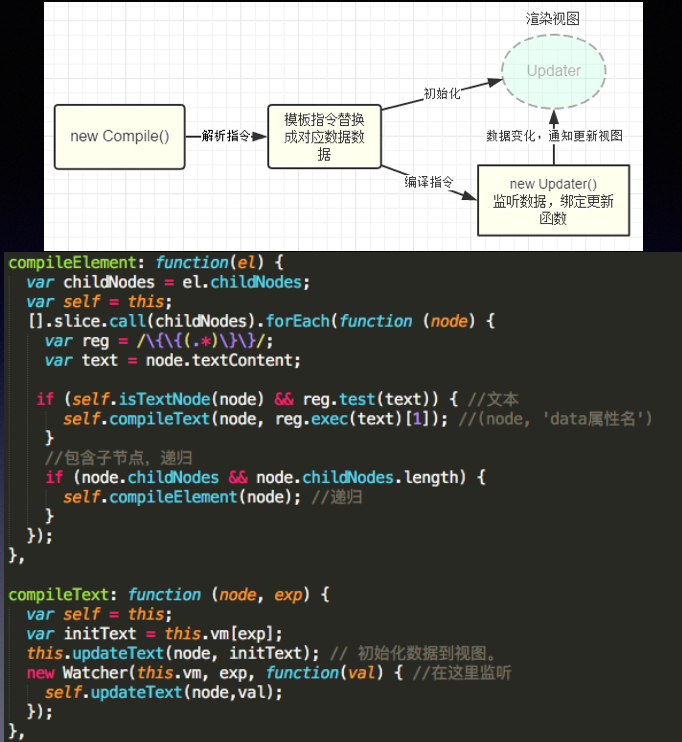 渲染视图
Updater
初始化
new Compile()
解析指令
模板指令替换
成对应数据数
据
数据变化，通知更新视图
编译指令
new Updater()
监听数据，绑定更新
函数
compileElement: function(el) {
var childNodes = el.childNodes;
var self = this;
[].slice.call(childNodes).forEach(function (node) {
var reg = /\{\{(.*)\}\}/;
var text = node.textContent;
if (self.isTextNode(node) && reg.test(text)) { //文本
self.compileText(node, reg.exec(text)[1]); //(node, 'data属性名')
}
//包含子节点，递归
if (node.childNodes && node.childNodes.length) {
self.compileElement(node); //递归
}
});
},
compileText: function (node, exp) {
var self = this;
var initText = this.vm[exp];
this.updateText(node, initText); // 初始化数据到视图。
new Watcher(this.vm, exp, function(val) { //在这里监听
self.updateText(node,val);
});
},